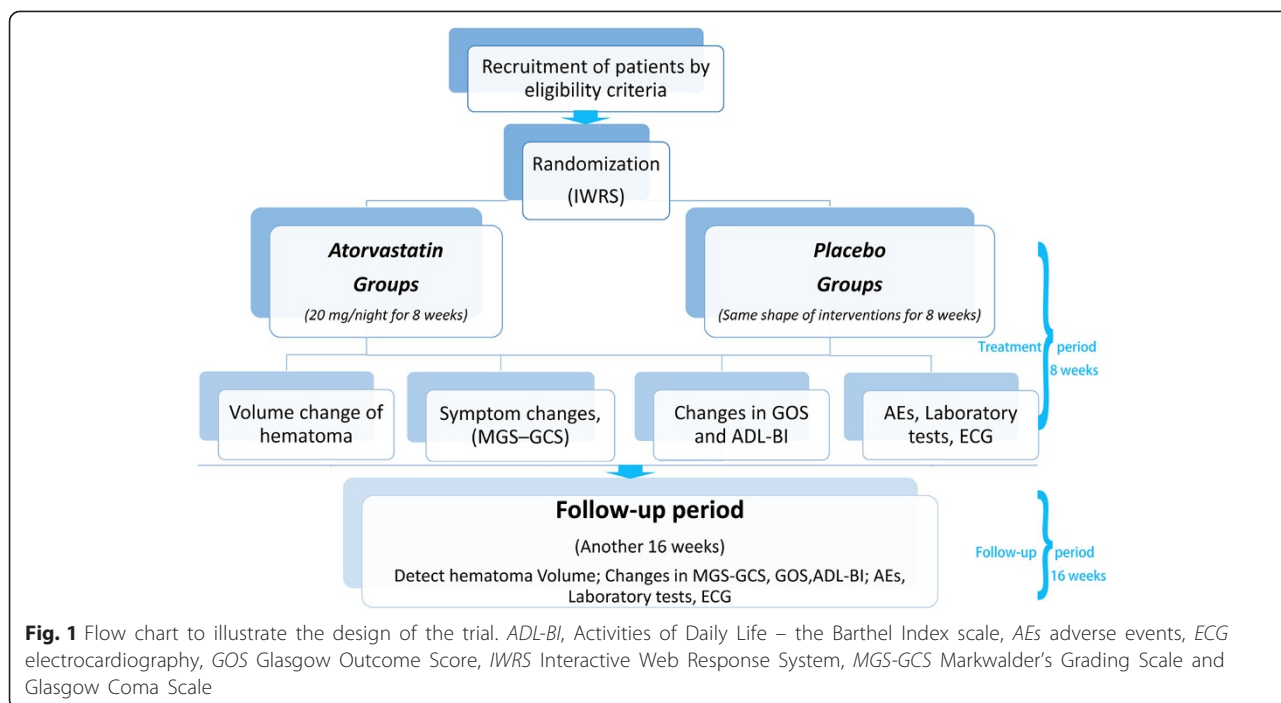 Recruitment of patients by
eligibility criteria
Randomization
(IWRS)
Atorvastatin
Groups
(20 mg/night for 8 weeks)
Placebo
Groups
(Same shape of interventions for 8 weeks)
Treatment period
8 weeks
Volume change of
hematoma
Symptom changes,
(MGS–GCS)
Changes in GOS
and ADL-BI
AEs, Laboratory
tests, ECG
Follow-up period
(Another 16 weeks)
Detect hematoma Volume; Changes in MGS-GCS, GOS,ADL-BI; AEs,
Laboratory tests, ECG
Follow-up period
16 weeks
Fig. 1 Flow chart to illustrate the design of the trial. ADL-BI, Activities of Daily Life – the Barthel Index scale, AEs adverse events, ECG
electrocardiography, GOS Glasgow Outcome Score, IWRS Interactive Web Response System, MGS-GCS Markwalder's Grading Scale and
Glasgow Coma Scale